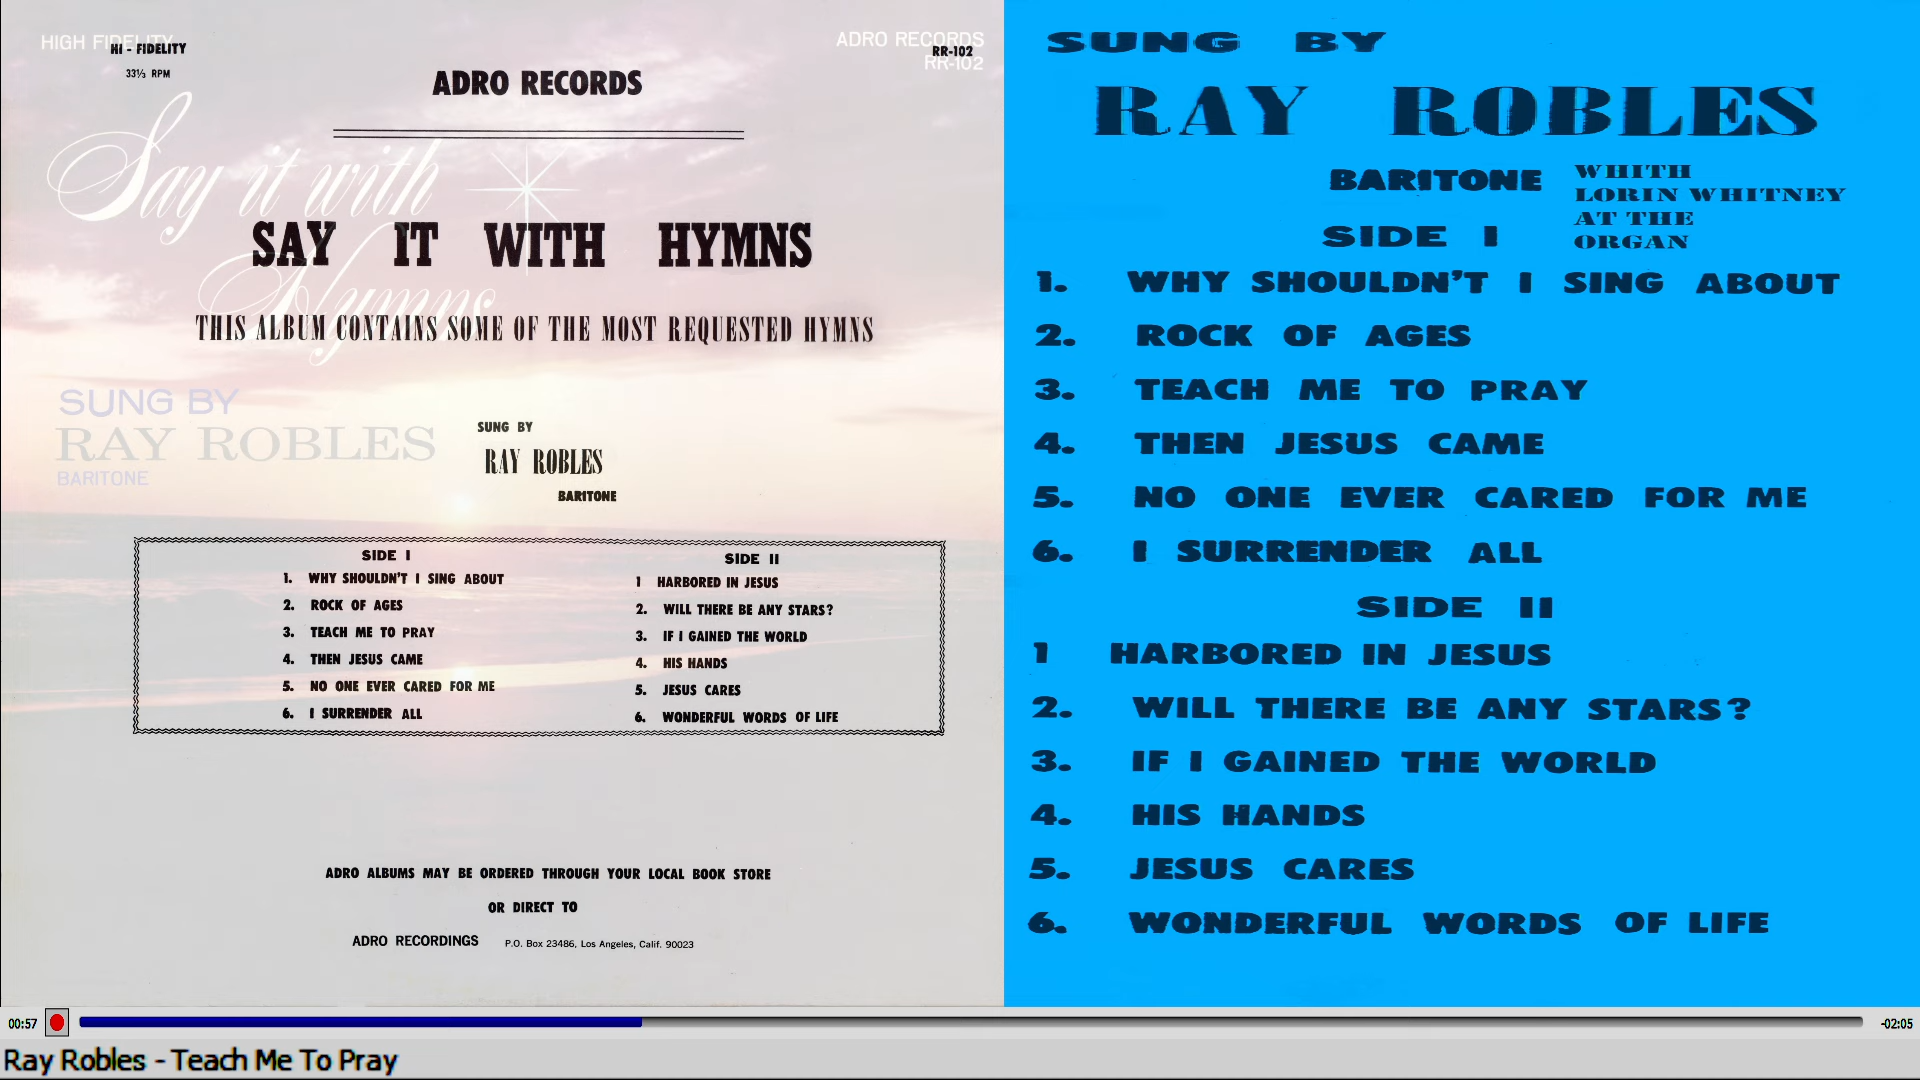 HIGH FIDELITY
HI - FIDELITY
33⅓ RPM
ADRO RECORDS
RR-102
RR-102
ADRO RECORDS
Say it with
Hymns
SAY IT WITH HYMNS
THIS ALBUM CONTAINS SOME OF THE MOST REQUESTED HYMNS
SUNG BY
RAY ROBLES
BARITONE
SUNG BY
RAY ROBLES
BARITONE
SIDE I
1. WHY SHOULDN'T I SING ABOUT
2. ROCK OF AGES
3. TEACH ME TO PRAY
4. THEN JESUS CAME
5. NO ONE EVER CARED FOR ME
6. I SURRENDER ALL
SIDE II
1 HARBORED IN JESUS
2. WILL THERE BE ANY STARS?
3. IF I GAINED THE WORLD
4. HIS HANDS
5. JESUS CARES
6. WONDERFUL WORDS OF LIFE
ADRO ALBUMS MAY BE ORDERED THROUGH YOUR LOCAL BOOK STORE
OR DIRECT TO
ADRO RECORDINGS P.O. Box 23486, Los Angeles, Calif. 90023
SUNG BY
RAY ROBLES
BARITONE
WHITH
LORIN WHITNEY
AT THE
ORGAN
SIDE I
1. WHY SHOULDN'T I SING ABOUT
2. ROCK OF AGES
3. TEACH ME TO PRAY
4. THEN JESUS CAME
5. NO ONE EVER CARED FOR ME
6. I SURRENDER ALL
SIDE II
1 HARBORED IN JESUS
2. WILL THERE BE ANY STARS?
3. IF I GAINED THE WORLD
4. HIS HANDS
5. JESUS CARES
6. WONDERFUL WORDS OF LIFE
00:57
-02:05
Ray Robles - Teach Me To Pray